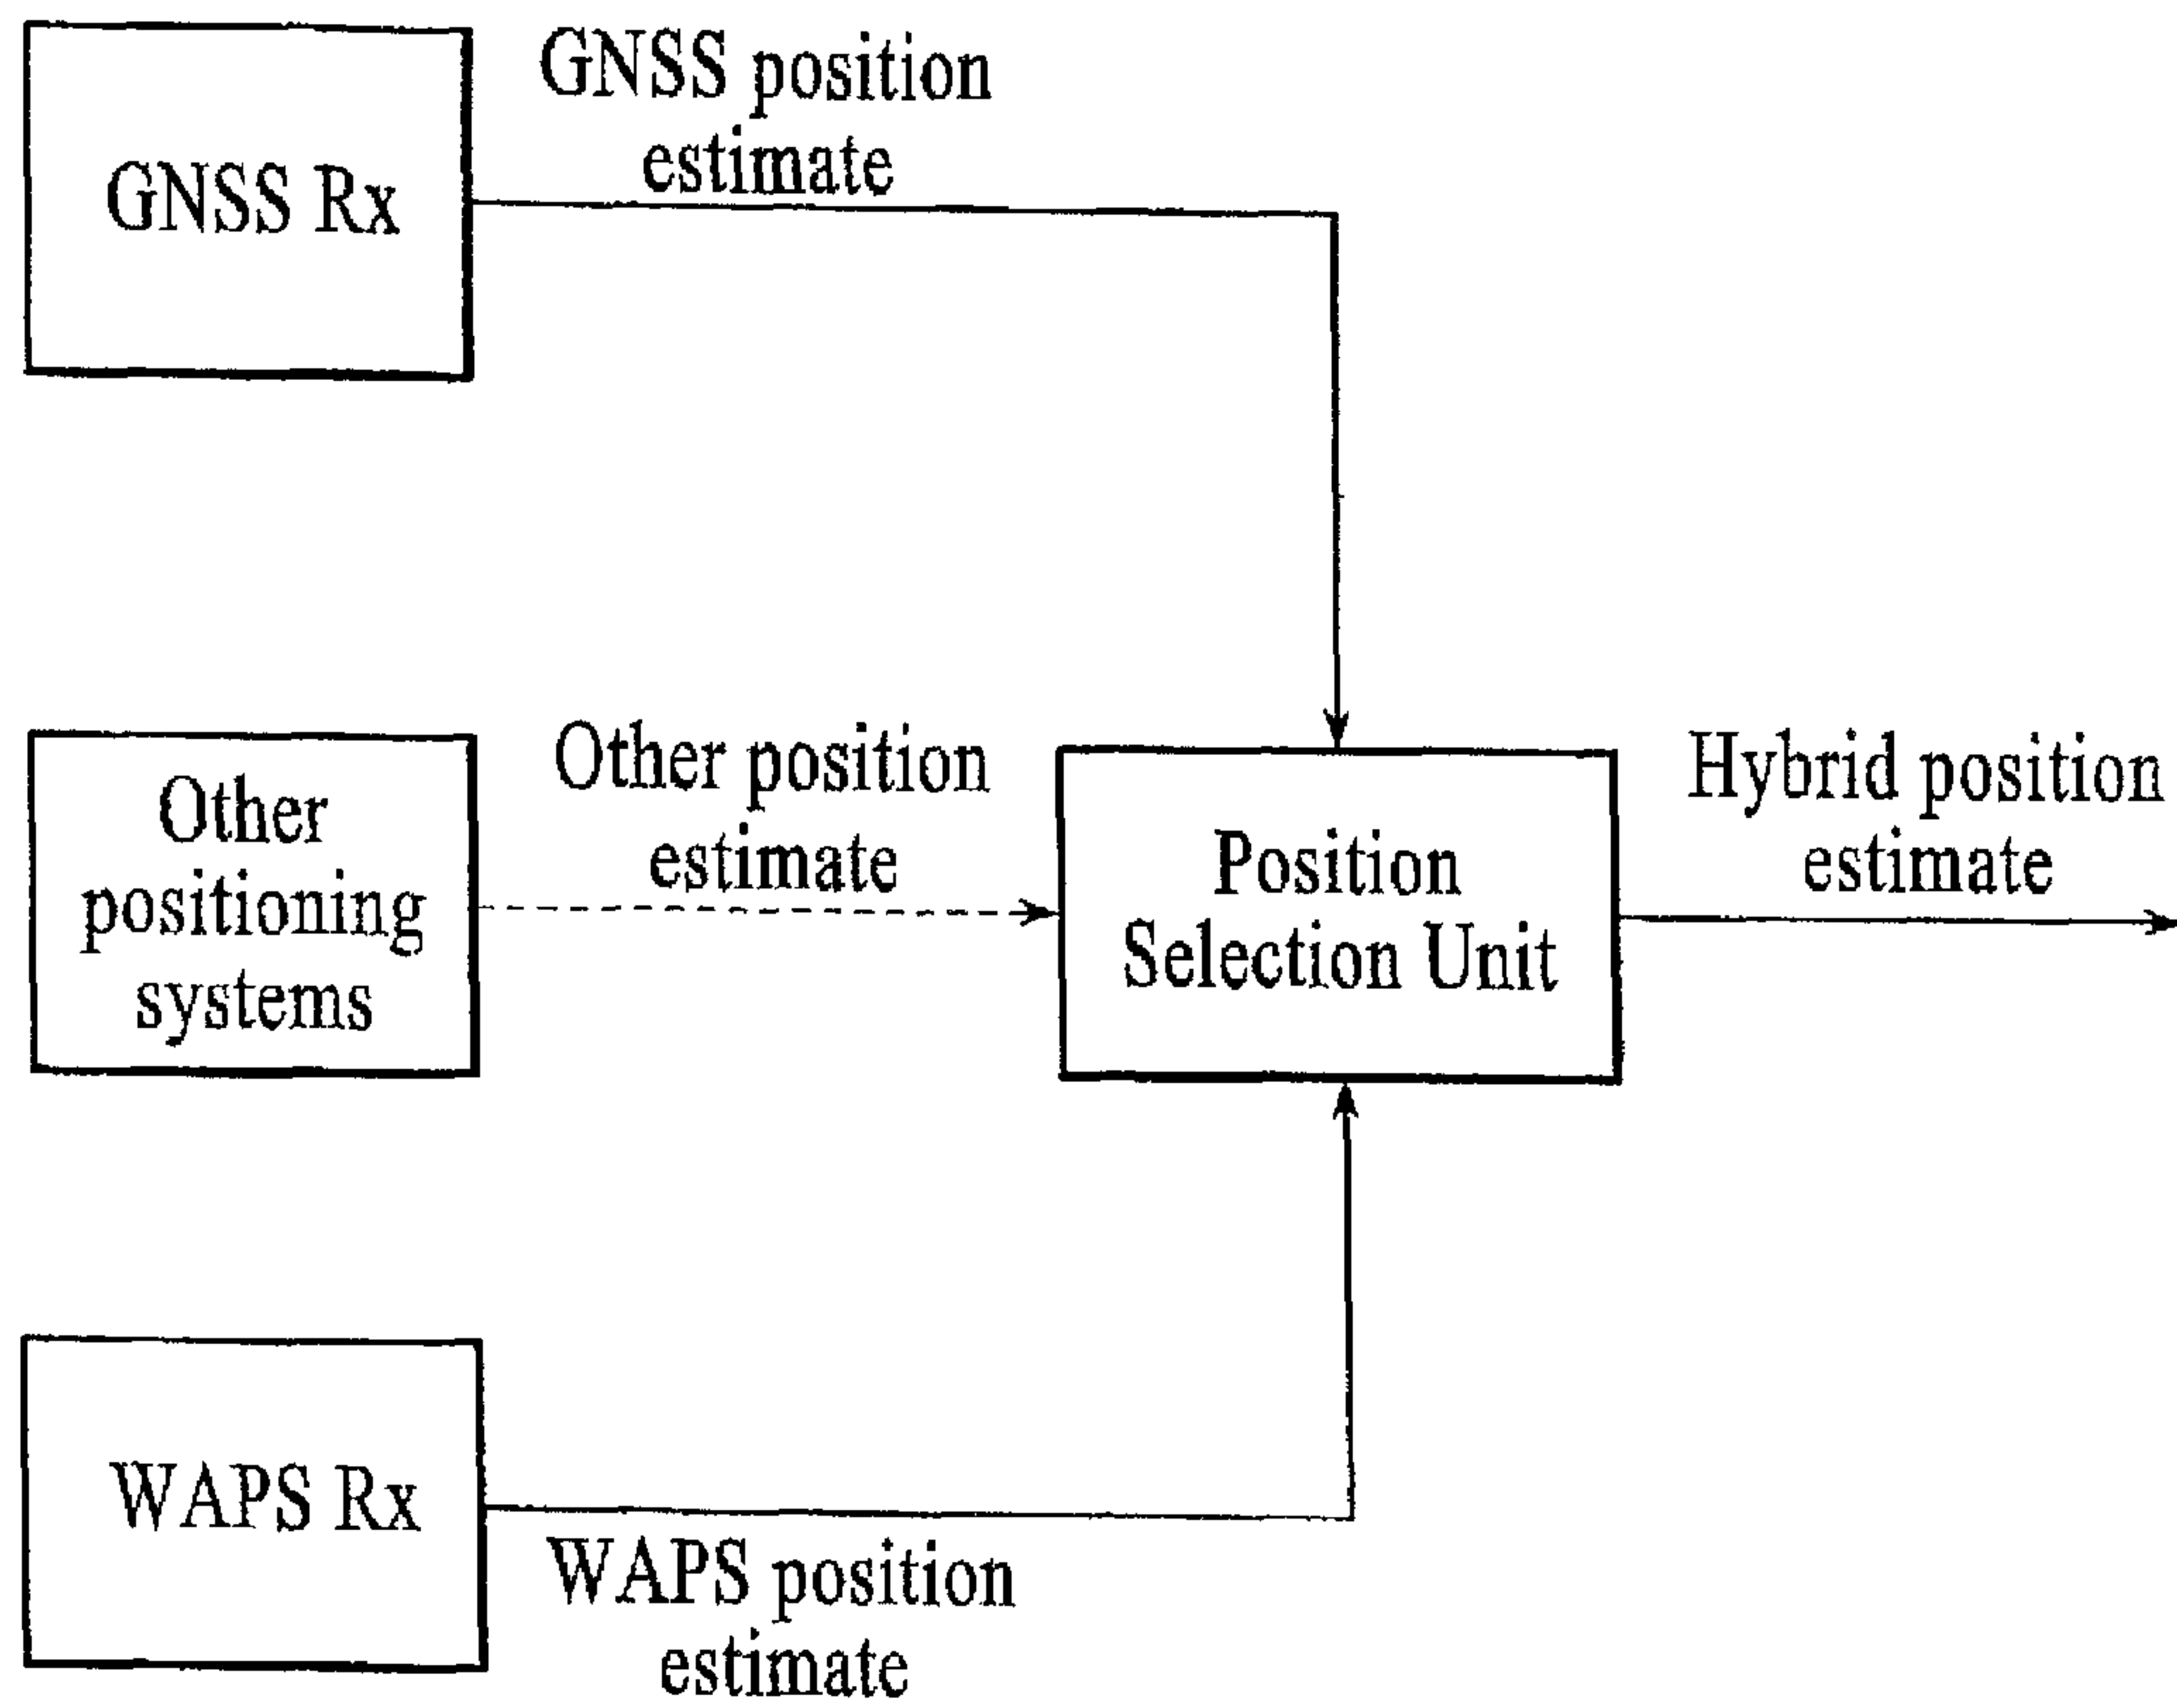 GNSS Rx
GNSS position
estimate
Other
positioning
systems
Other position
estimate
Position
Selection Unit
Hybrid position
estimate
WAPS Rx
WAPS position
estimate